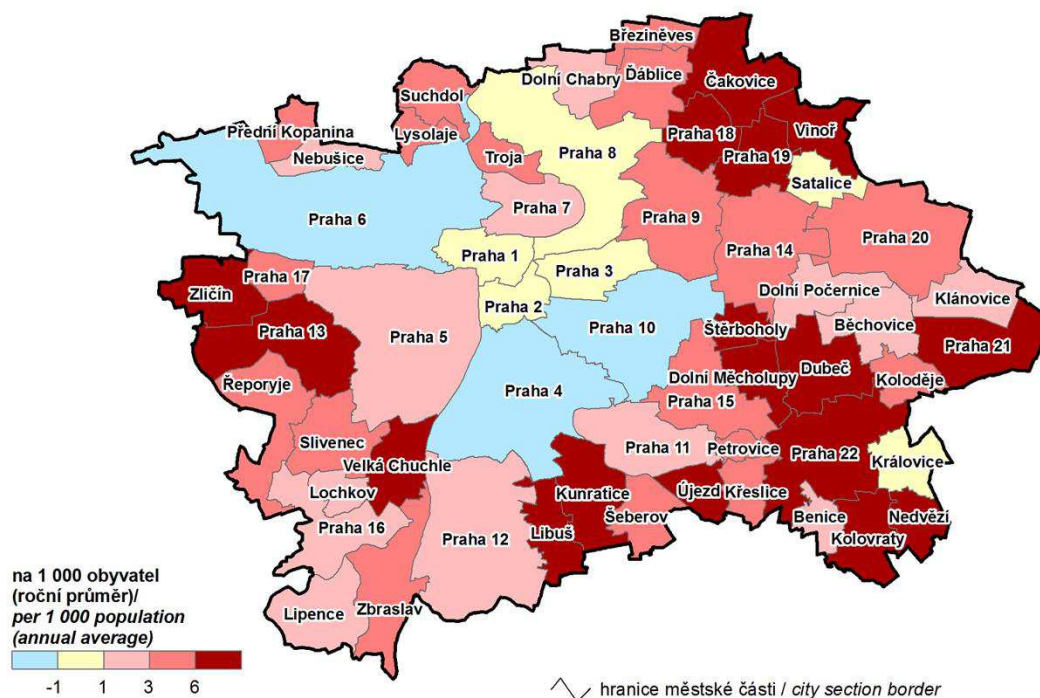 Březiněves
Dolní Chabry
Ďáblice
Čakovice
Suchdol
Přední Kopanina
Lysolaje
Nebušice
Troja
Praha 8
Praha 18
Vinoř
Praha 19
Satalice
Praha 6
Praha 7
Praha 9
Praha 14
Praha 20
Praha 1
Praha 3
Praha 17
Zličín
Praha 2
Dolní Počernice
Klánovice
Praha 13
Praha 5
Praha 10
Štěrboholy
Běchovice
Praha 21
Řeporyje
Praha 4
Dolní Měcholupy
Dubeč
Koloděje
Praha 15
Slivenec
Velká Chuchle
Praha 11
Petrovice
Praha 22
Královice
Lochkov
Kunratice
Újezd
Křeslice
Praha 16
Praha 12
Libuš
Šeberov
Benice
Nedvězí
Kolovraty
Lipence
Zbraslav
na 1 000 obyvatel
(roční průměr)/
per 1 000 population
(annual average)
-1 1 3 6
hranice městské části / city section border